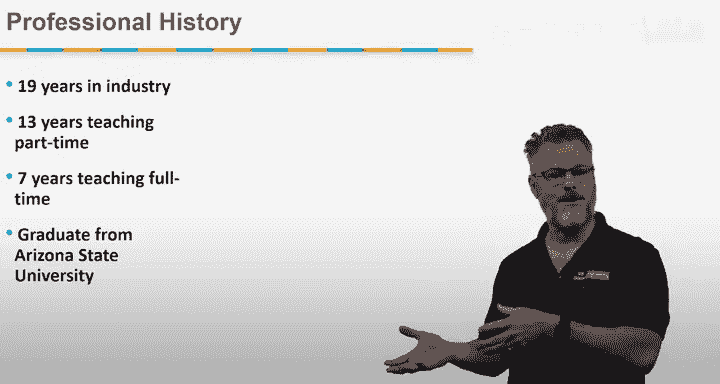 Professional History
• 19 years in industry
• 13 years teaching
part-time
• 7 years teaching full-
time
• Graduate from
Arizona State
University